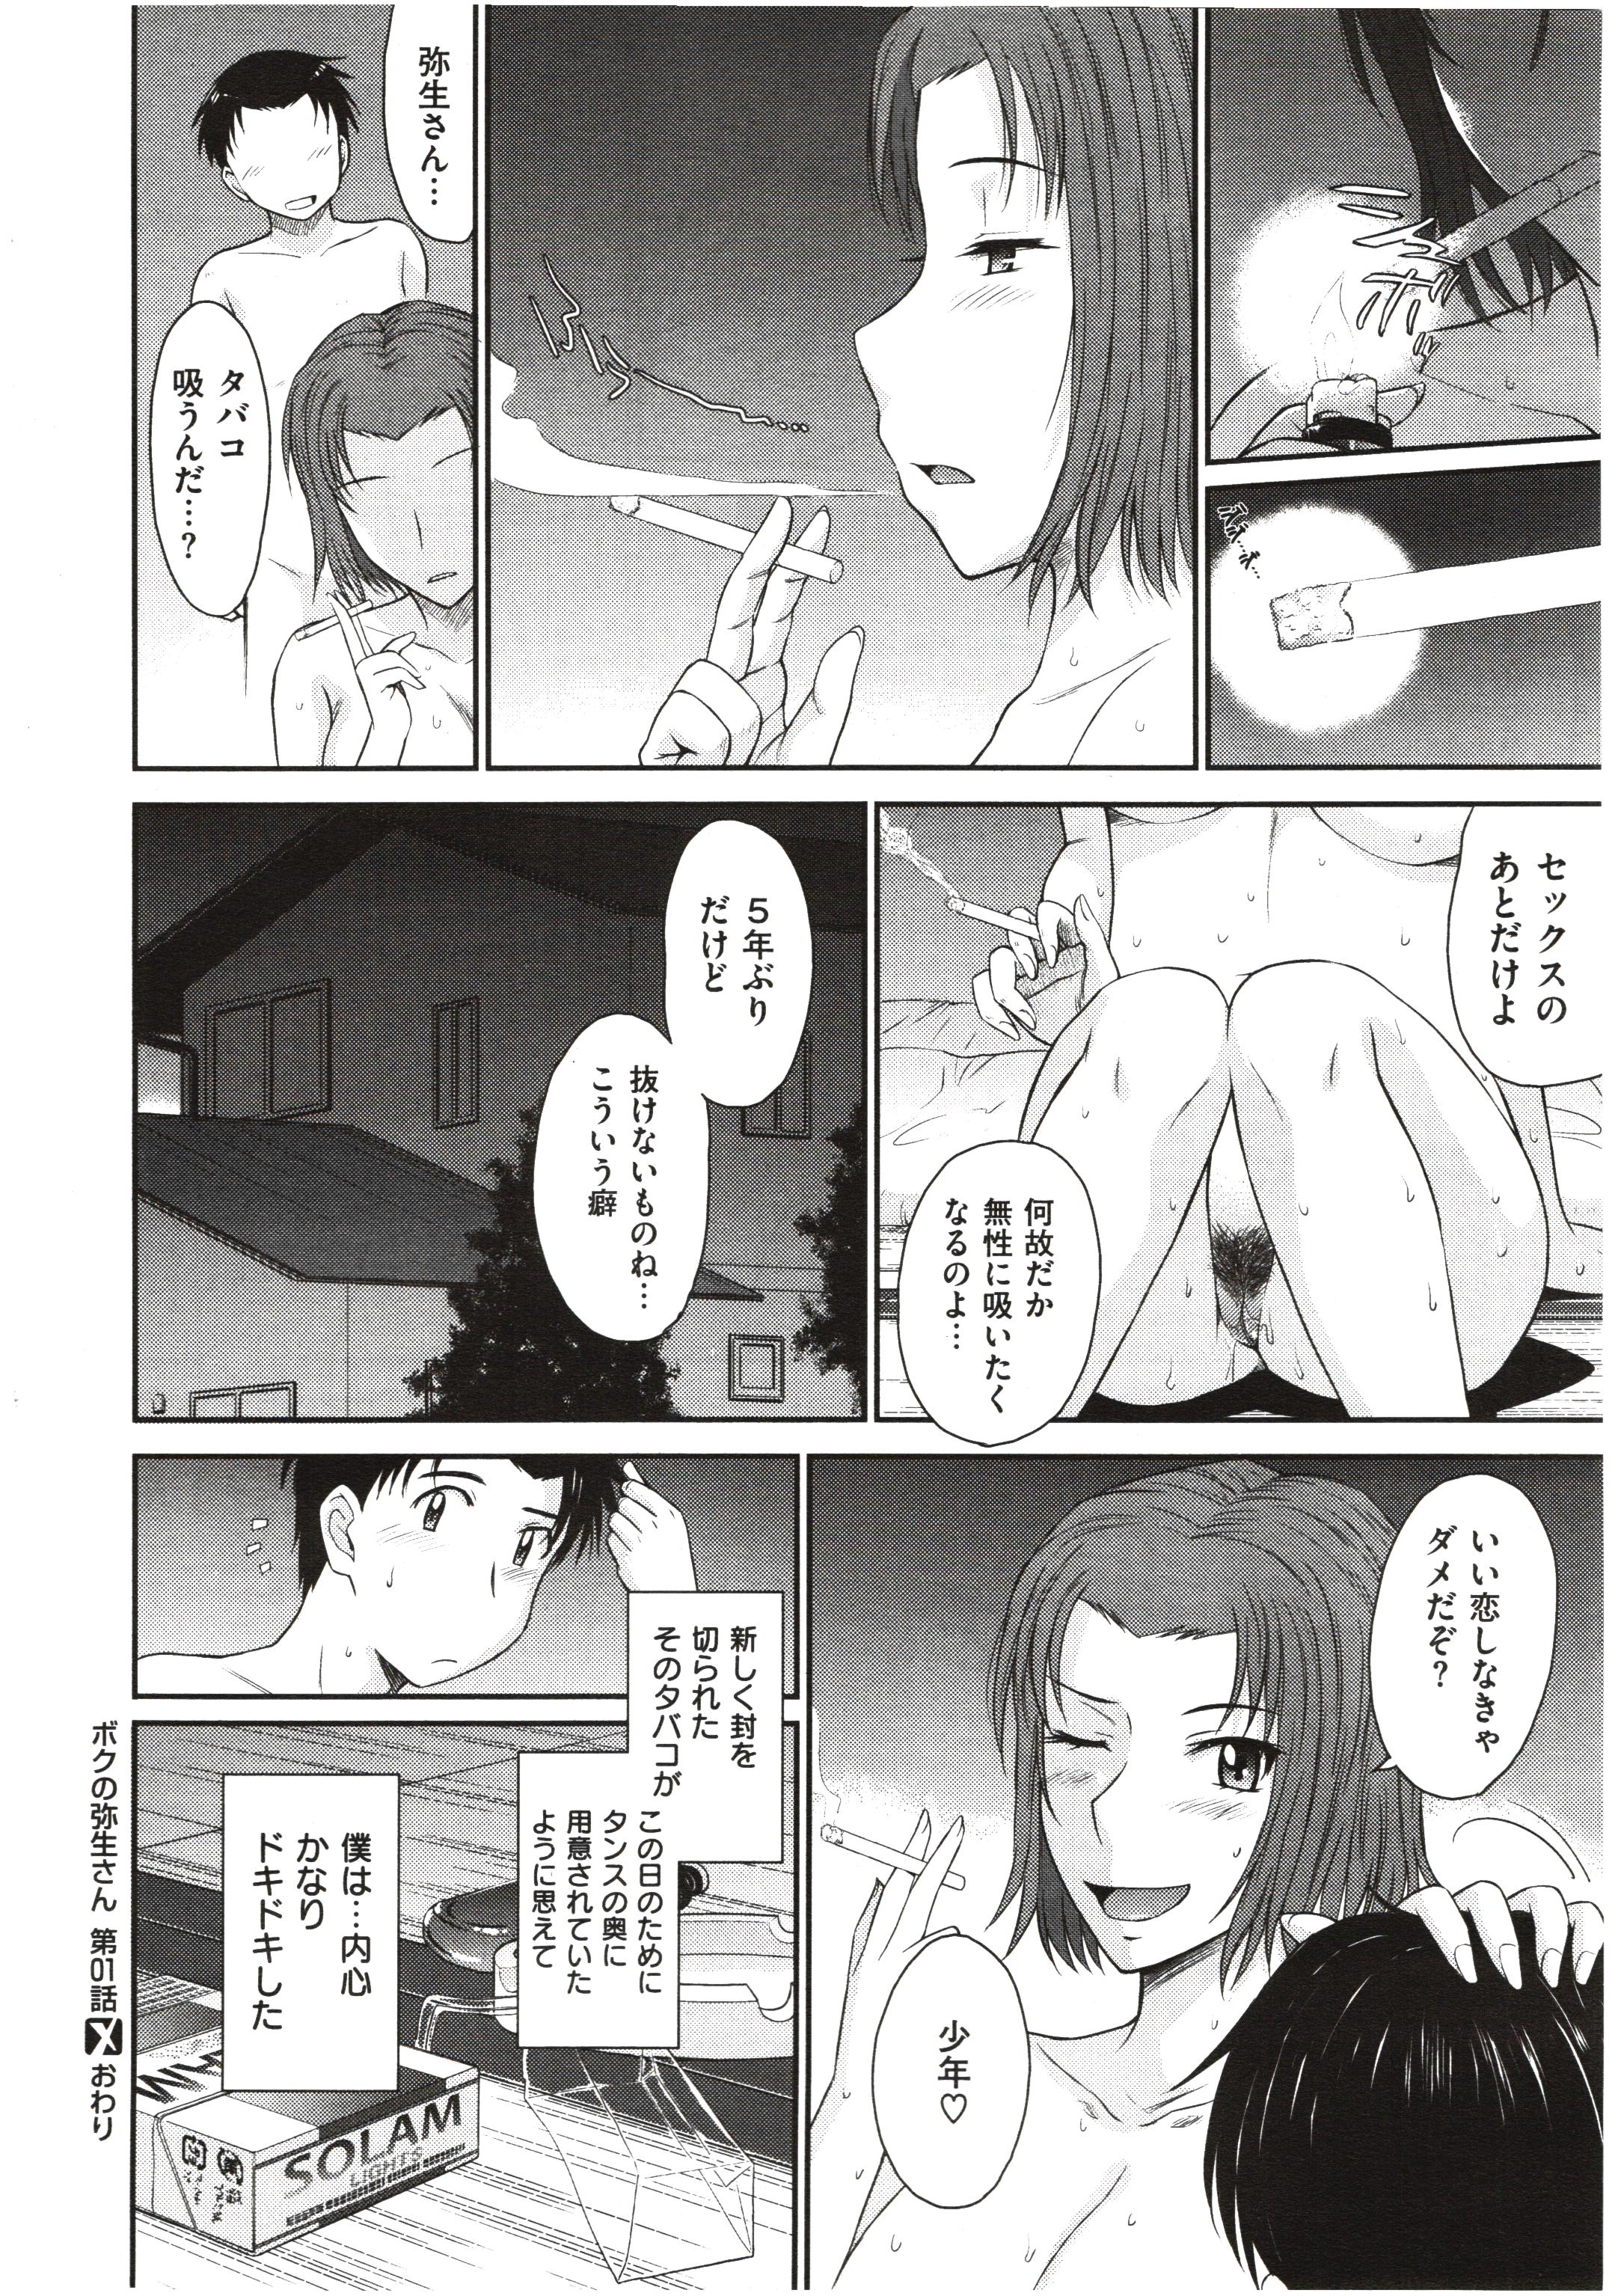 ボッ
弥生さん…
タバコ
吸うんだ…?
セックスの
あとだけよ
何故だか
無性に吸いたく
なるのよ…
5年ぶり
だけど
抜けないものね…
こういう癖
いい恋しなきゃ
ダメだぞ?
少年♡
新しく封を
切られた
そのタバコが
この日のために
タンスの奥に
用意されていた
ように思えて
僕は…内心
かなり
ドキドキした
SOLAM
LIGHTS
ボクの弥生さん 第01話 X おわり